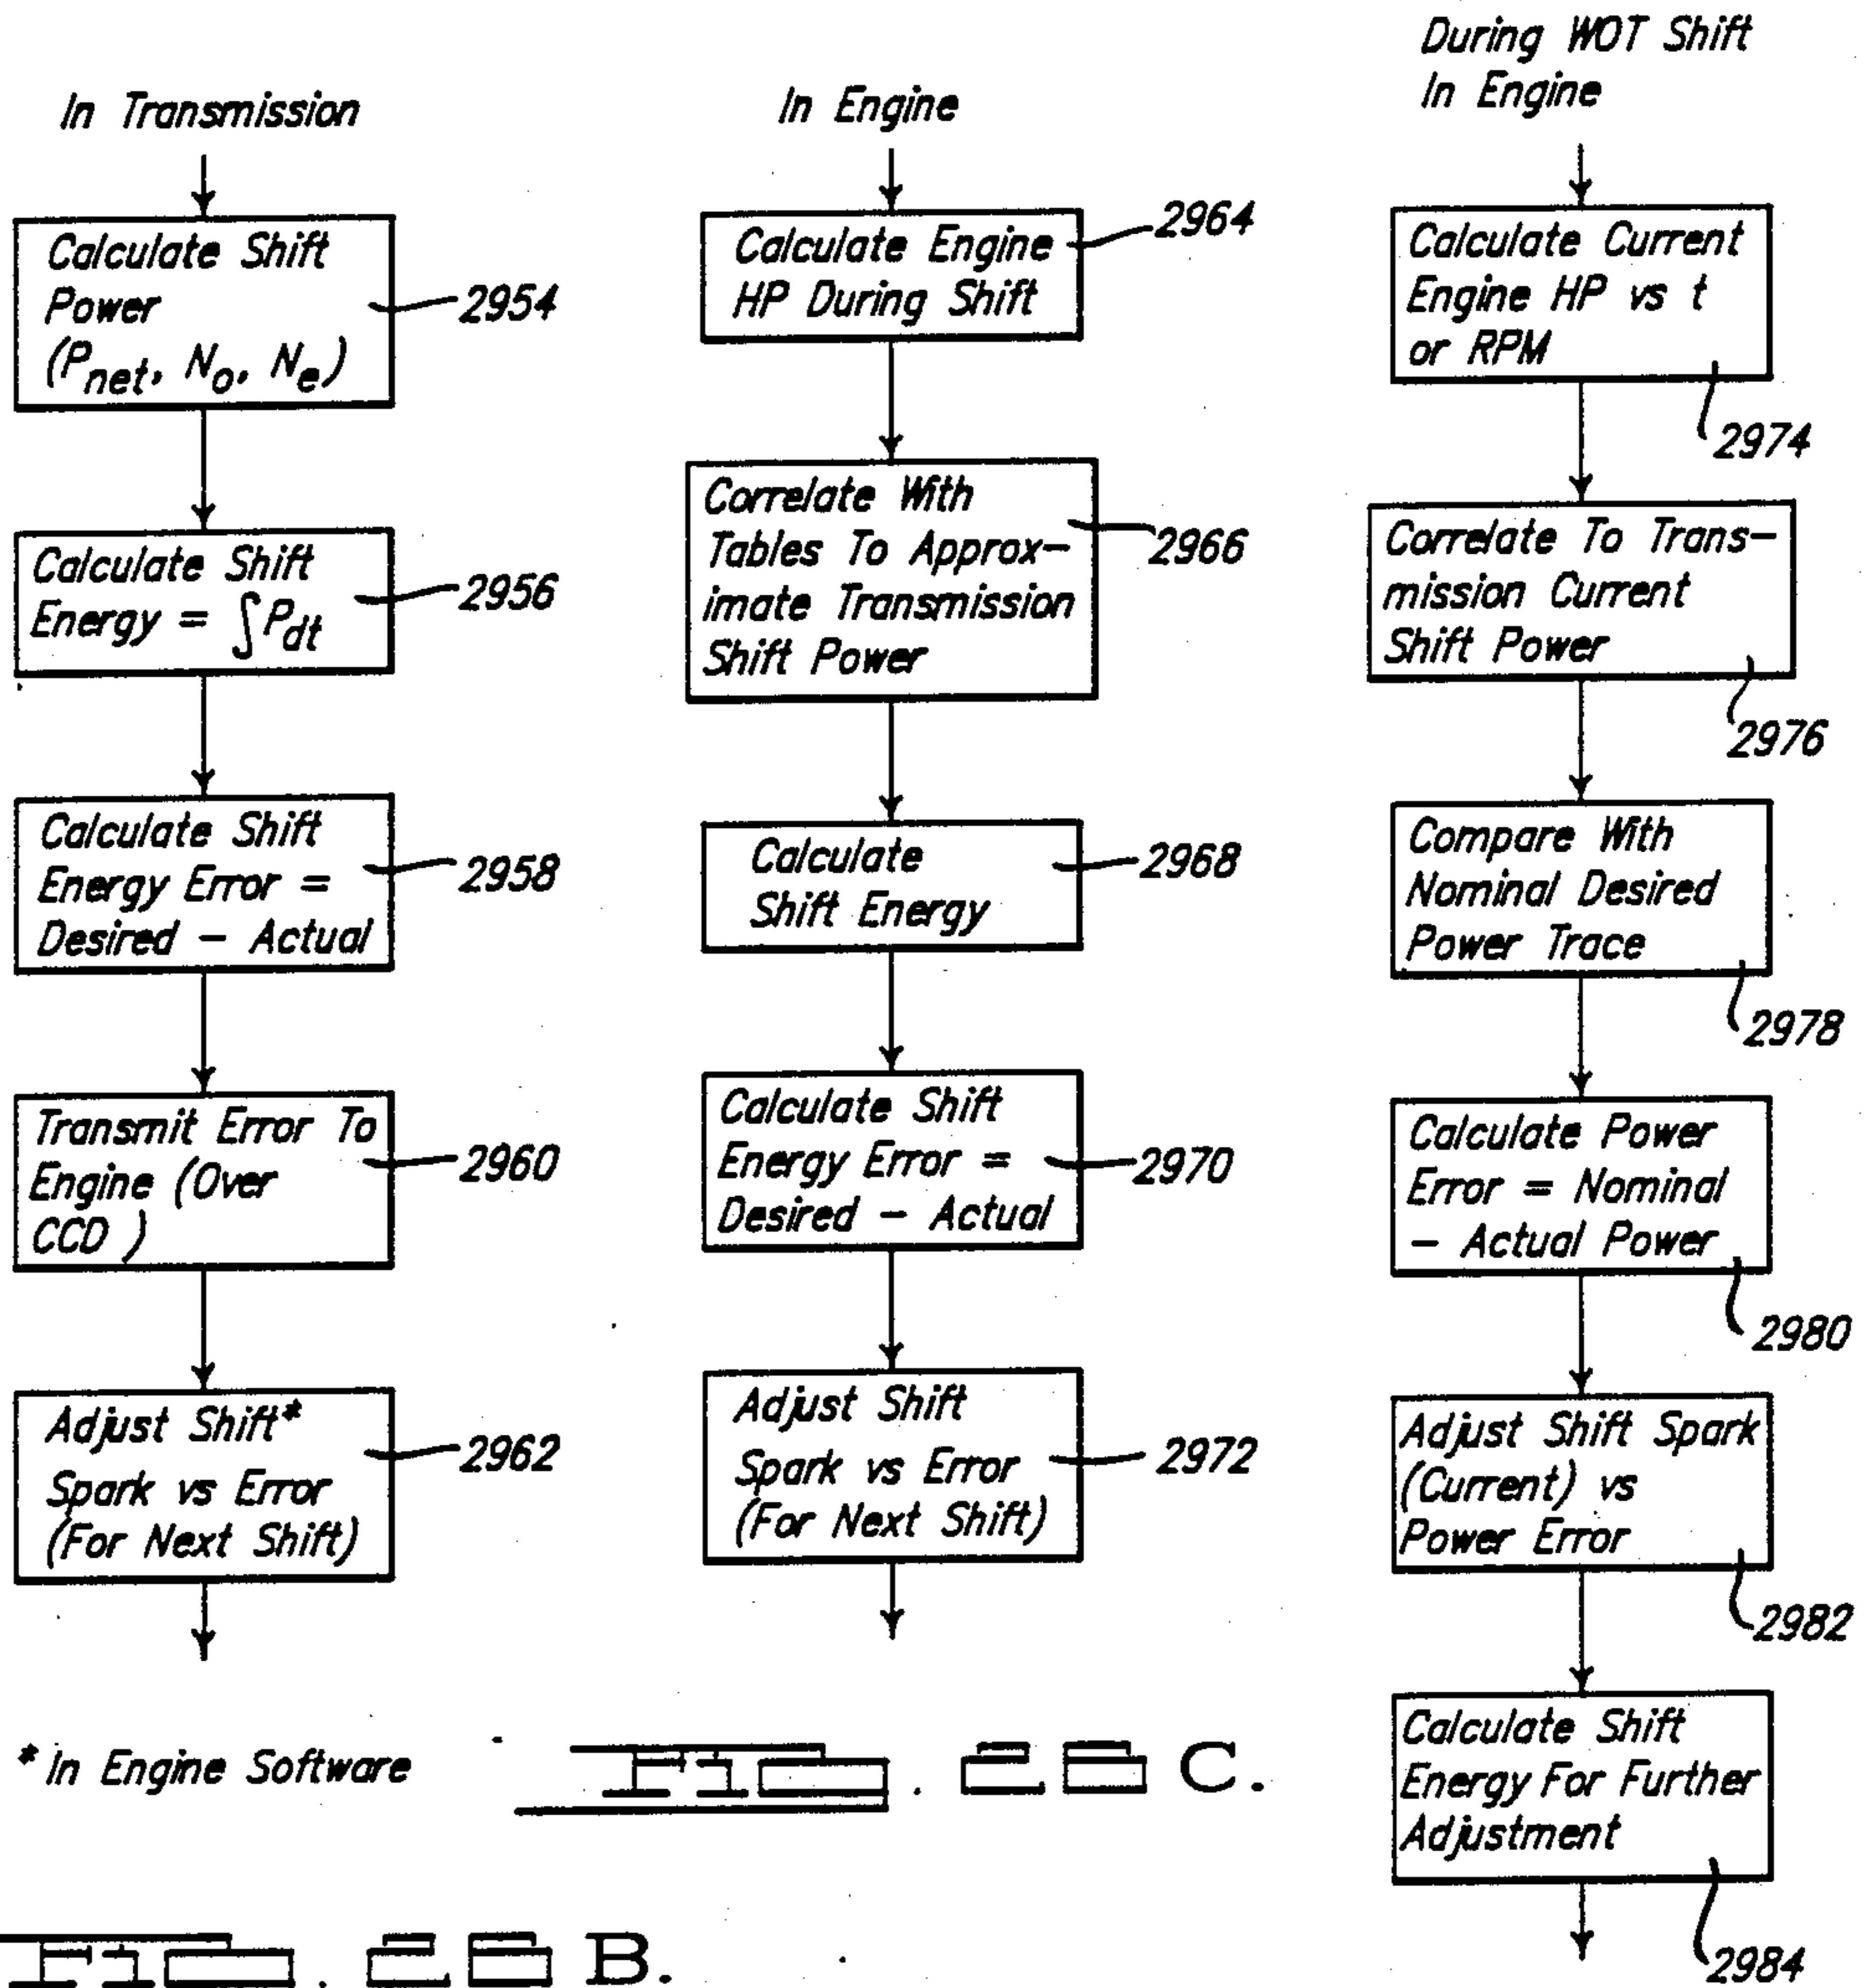 In Transmission
Calculate Shift
Power
(Pnet, No, Ne)
2954
Calculate Shift
Energy = ∫Pdt
2956
Calculate Shift
Energy Error =
Desired – Actual
2958
Transmit Error To
Engine (Over
CCD )
2960
Adjust Shift*
Spark vs Error
(For Next Shift)
2962
* In Engine Software
B.
In Engine
Calculate Engine
HP During Shift
2964
Correlate With
Tables To Approx–
imate Transmission
Shift Power
2966
Calculate
Shift Energy
2968
Calculate Shift
Energy Error =
Desired – Actual
2970
Adjust Shift
Spark vs Error
(For Next Shift)
2972
C.
During WOT Shift
In Engine
Calculate Current
Engine HP vs t
or RPM
2974
Correlate To Trans–
mission Current
Shift Power
2976
Compare With
Nominal Desired
Power Trace
2978
Calculate Power
Error = Nominal
– Actual Power
2980
Adjust Shift Spark
(Current) vs
Power Error
2982
Calculate Shift
Energy For Further
Adjustment
2984